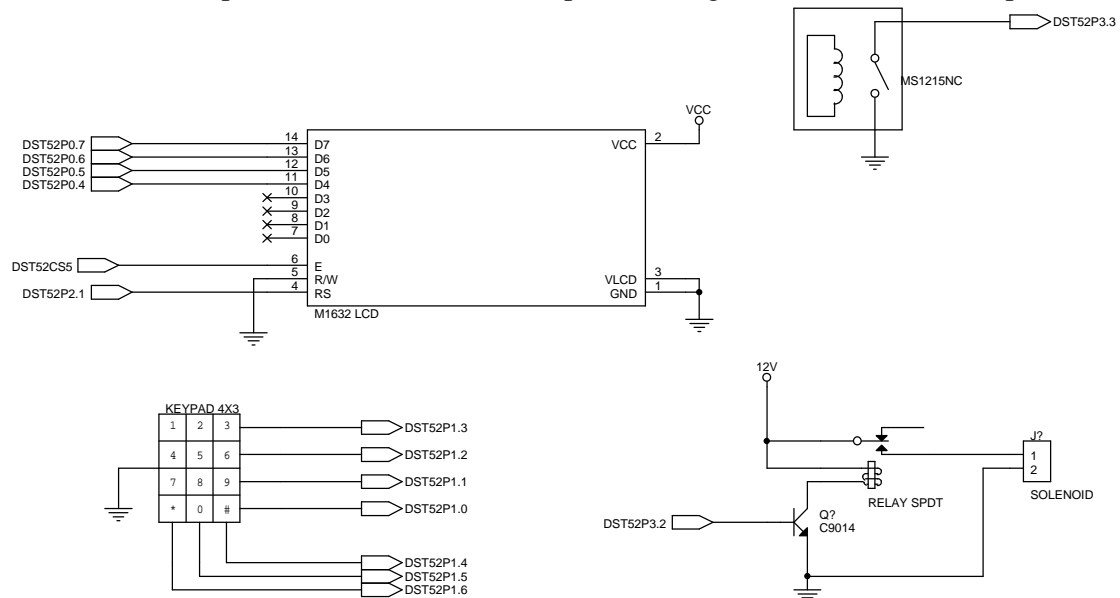 DST52P3.3
MS1215NC
VCC
DST52P0.7
DST52P0.6
DST52P0.5
DST52P0.4
14
13
12
11
10
9
8
7
D7
D6
D5
D4
D3
D2
D1
D0
VCC
2
DST52CS5
DST52P2.1
6
5
4
E
R/W
RS
VLCD
GND
3
1
M1632 LCD
KEYPAD 4X3
1 2 3
4 5 6
7 8 9
* 0 #
DST52P1.3
DST52P1.2
DST52P1.1
DST52P1.0
DST52P1.4
DST52P1.5
DST52P1.6
12V
J?
1
2
SOLENOID
RELAY SPDT
DST52P3.2
Q?
C9014